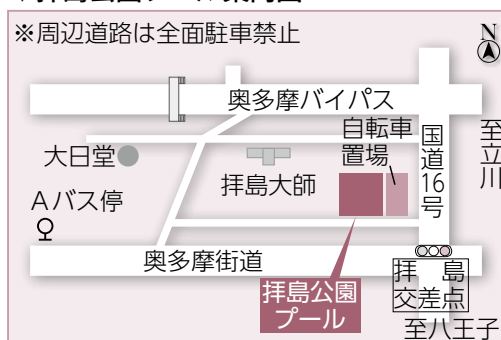 ※周辺道路は全面駐車禁止
N
奥多摩バイパス
自転車
置場
国道16号
至立川
大日堂
拝島大師
Aバス停
奥多摩街道
拝島
交差点
拝島公園
プール
至八王子